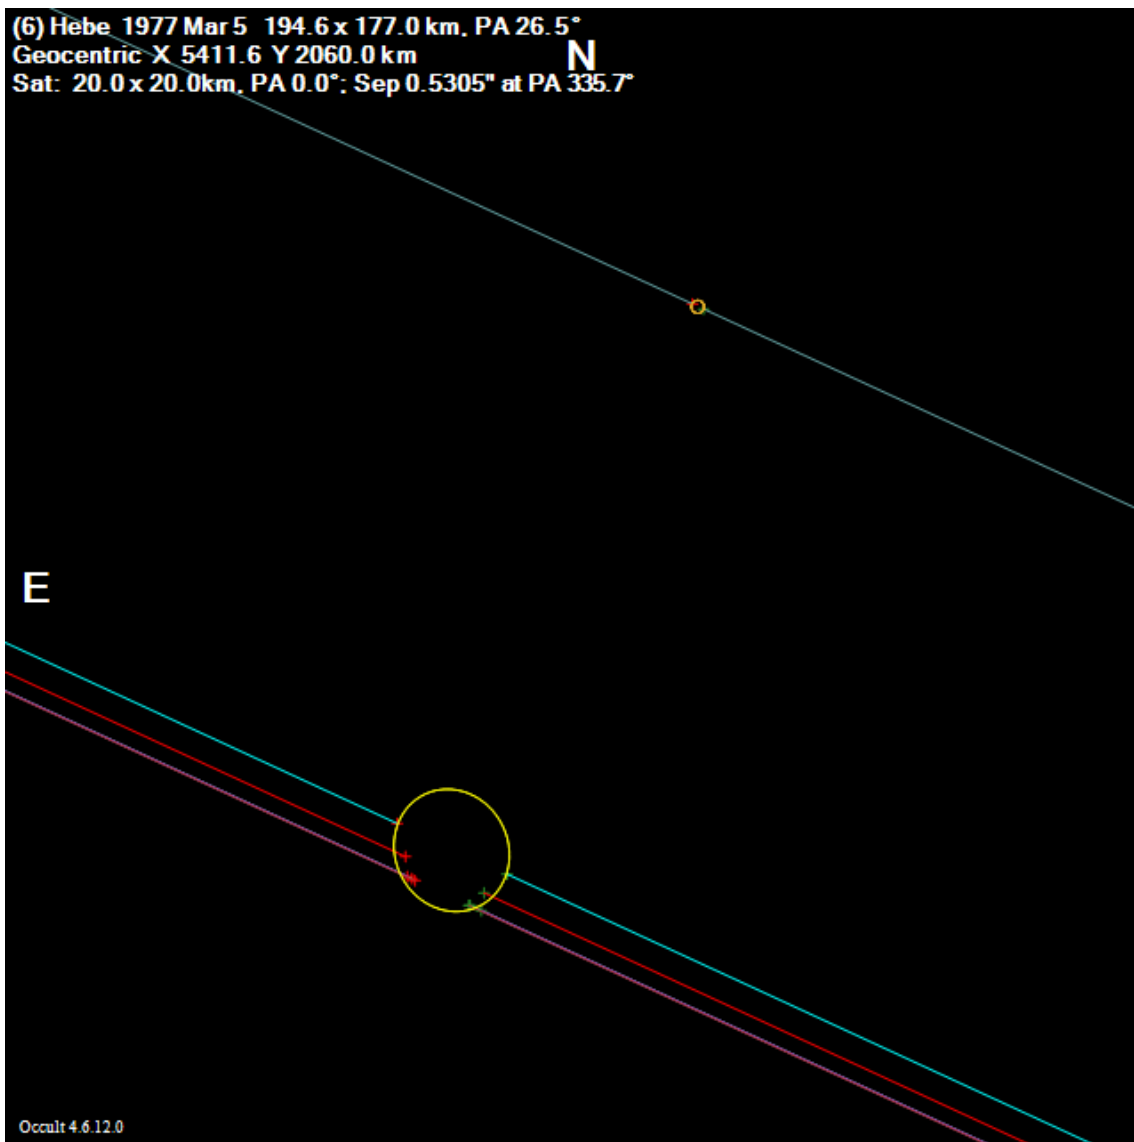 (6) Hebe 1977 Mar 5 194.6 x 177.0 km, PA 26.5°
Geocentric X 5411.6 Y 2060.0 km
N
Sat: 20.0 x 20.0km, PA 0.0°; Sep 0.5305" at PA 335.7°
E
Occult 4.6.12.0